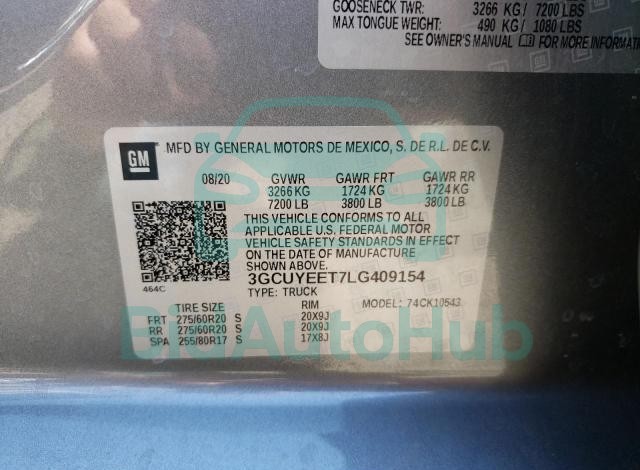 GOOSENECK TWR: 3266 KG / 7200 LBS
MAX TONGUE WEIGHT: 490 KG / 1080 LBS
SEE OWNER'S MANUAL FOR MORE INFORMATI
GM MFD BY GENERAL MOTORS DE MEXICO, S. DE R.L. DE C.V.
08/20 GVWR GAWR FRT GAWR RR
3266 KG 1724 KG 1724 KG
7200 LB 3800 LB 3800 LB
THIS VEHICLE CONFORMS TO ALL
APPLICABLE U.S. FEDERAL MOTOR
VEHICLE SAFETY STANDARDS IN EFFECT
ON THE DATE OF MANUFACTURE
SHOWN ABOVE.
464C 3GCUYEET7LG409154
TYPE: TRUCK MODEL: 74CK10543
TIRE SIZE RIM
FRT 275/60R20 S 20X9J
RR 275/60R20 S 20X9J
SPA 255/80R17 S 17X8J
BidAutoHub